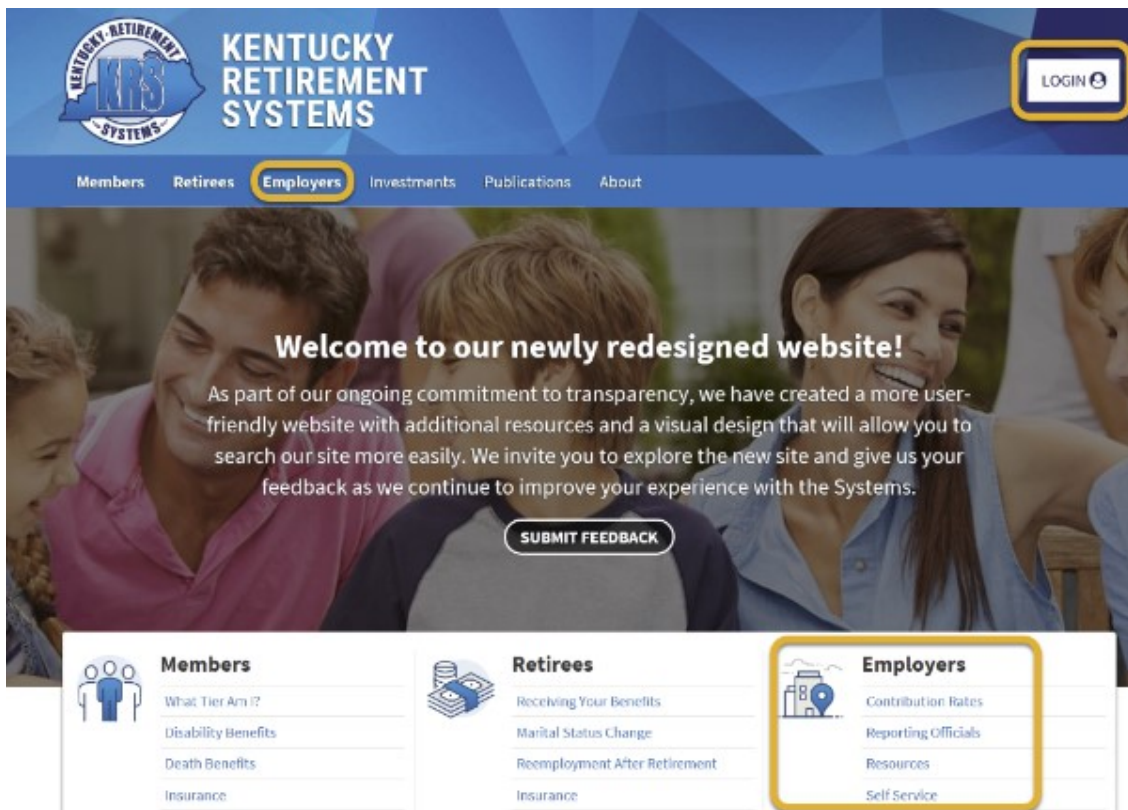 KENTUCKY RETIREMENT
KRS
SYSTEMS
KENTUCKY
RETIREMENT
SYSTEMS
LOGIN
Members Retirees Employers Investments Publications About
Welcome to our newly redesigned website!
As part of our ongoing commitment to transparency, we have created a more user-
friendly website with additional resources and a visual design that will allow you to
search our site more easily. We invite you to explore the new site and give us your
feedback as we continue to improve your experience with the Systems.
SUBMIT FEEDBACK
Members
What Tier Am I?
Disability Benefits
Death Benefits
Insurance
Retirees
Receiving Your Benefits
Marital Status Change
Reemployment After Retirement
Insurance
Employers
Contribution Rates
Reporting Officials
Resources
Self Service